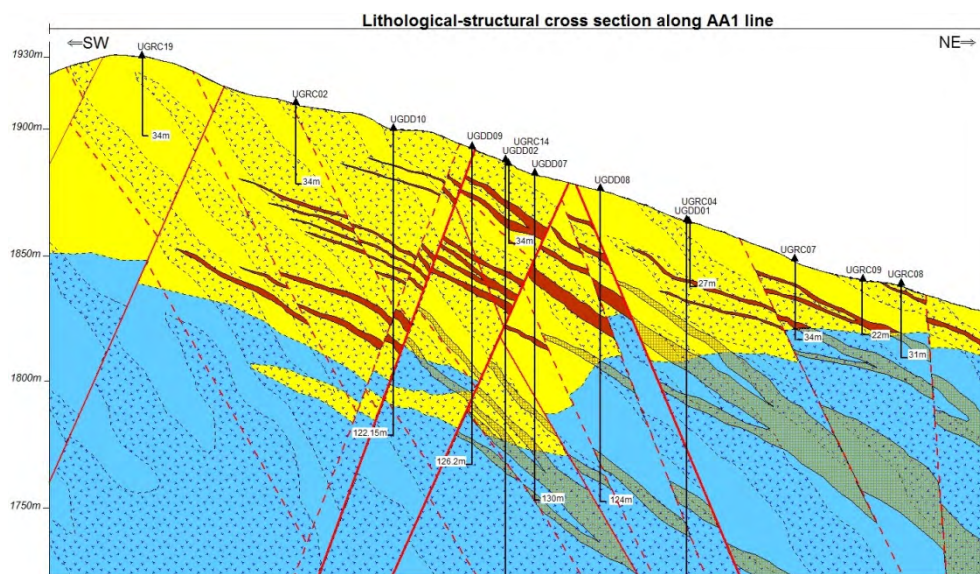 Lithological-structural cross section along AA1 line
⇐SW
NE⇒
1930m
1900m
1850m
1800m
1750m
UGRC19
UGRC02
UGDD10
UGDD09
UGRC14
UGDD02
UGDD07
UGDD08
UGRC04
UGDD01
UGRC07
UGRC09
UGRC08
34m
34m
34m
27m
34m
22m
31m
122.15m
126.2m
130m
124m